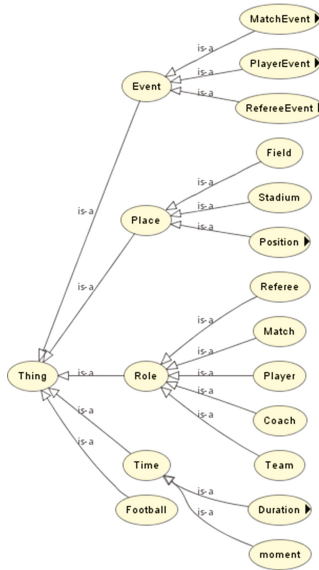 MatchEvent
is-a
PlayerEvent
is-a
Event
is-a
RefereeEvent
Field
is-a
is-a
Stadium
is-a
Place
is-a
Position
is-a
Referee
is-a
Match
is-a
Thing
is-a
Role
is-a
Player
is-a
Coach
is-a
is-a
Team
is-a
Time
is-a
Football
is-a
Duration
is-a
moment